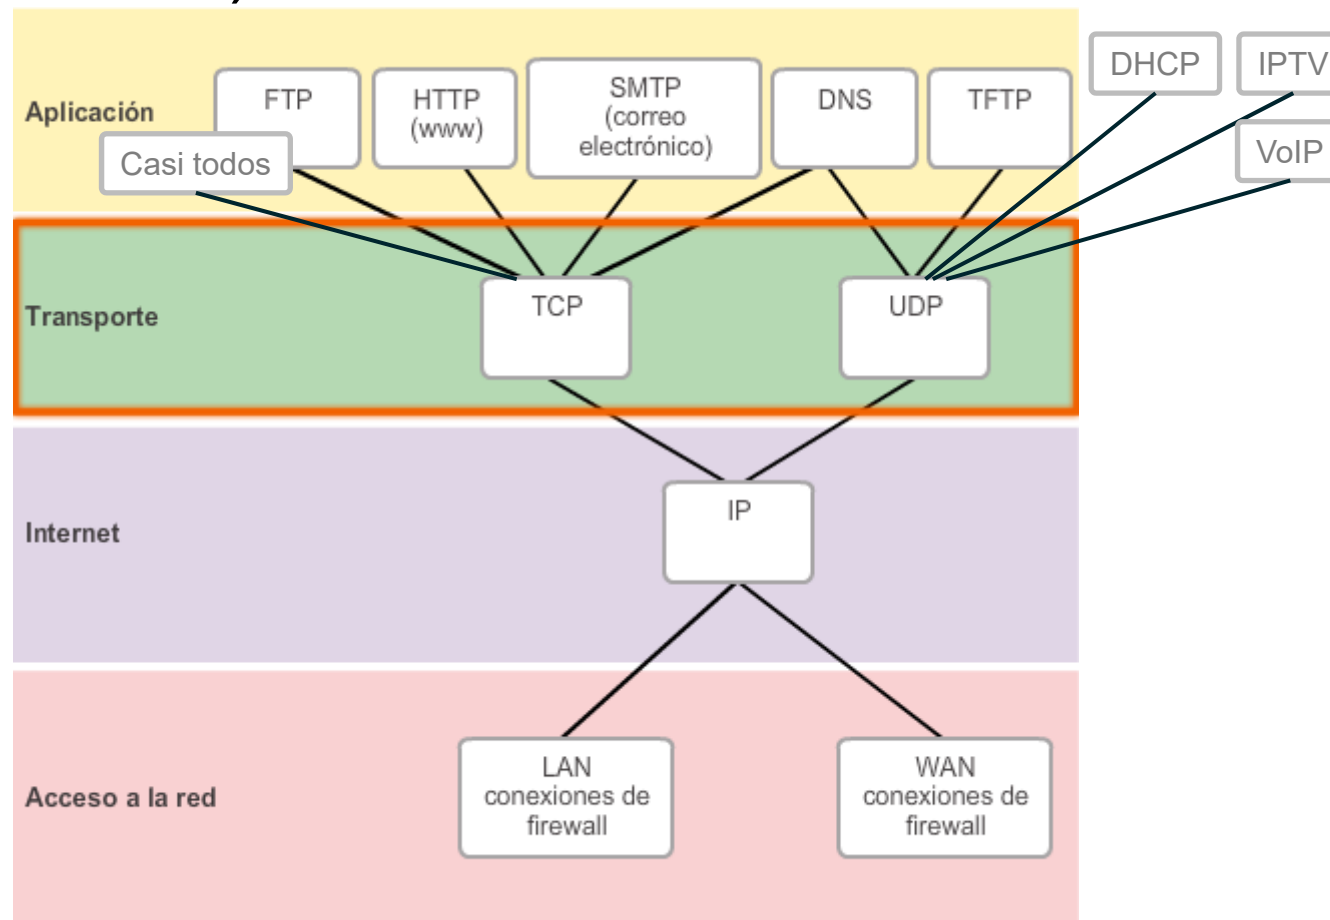 Aplicación
FTP
HTTP
(www)
SMTP
(correo
electrónico)
DNS
TFTP
DHCP
IPTV
Casi todos
VoIP
Transporte
TCP
UDP
Internet
IP
Acceso a la red
LAN
conexiones de
firewall
WAN
conexiones de
firewall